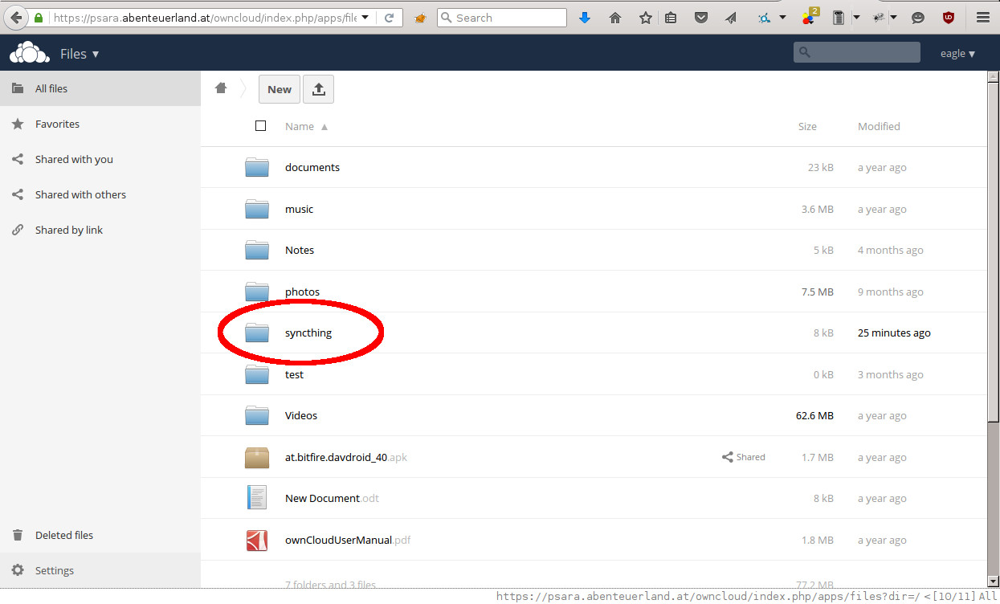 https://psara.abenteuerland.at/owncloud/index.php/apps/file
Search
2
Files ▾
eagle ▾
All files
Favorites
Shared with you
Shared with others
Shared by link
Deleted files
Settings
New
Name ▲ Size Modified
documents 23 kB a year ago
music 3.6 MB a year ago
Notes 5 kB 4 months ago
photos 7.5 MB 9 months ago
syncthing 8 kB 25 minutes ago
test 0 kB 3 months ago
Videos 62.6 MB a year ago
at.bitfire.davdroid_40.apk Shared 1.7 MB a year ago
New Document.odt 8 kB a year ago
ownCloudUserManual.pdf 1.8 MB a year ago
7 folders and 3 files 77.2 MB
https://psara.abenteuerland.at/owncloud/index.php/apps/files?dir=/ <[10/11] All